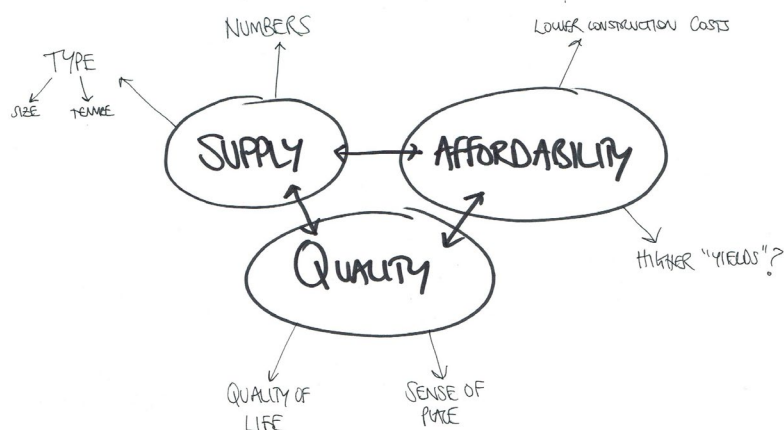 NUMBERS
LOWER CONSTRUCTION COSTS
TYPE
SIZE TENURE
SUPPLY
AFFORDABILITY
QUALITY
HIGHER "YIELDS"?
QUALITY OF
LIFE
SENSE OF
PLACE